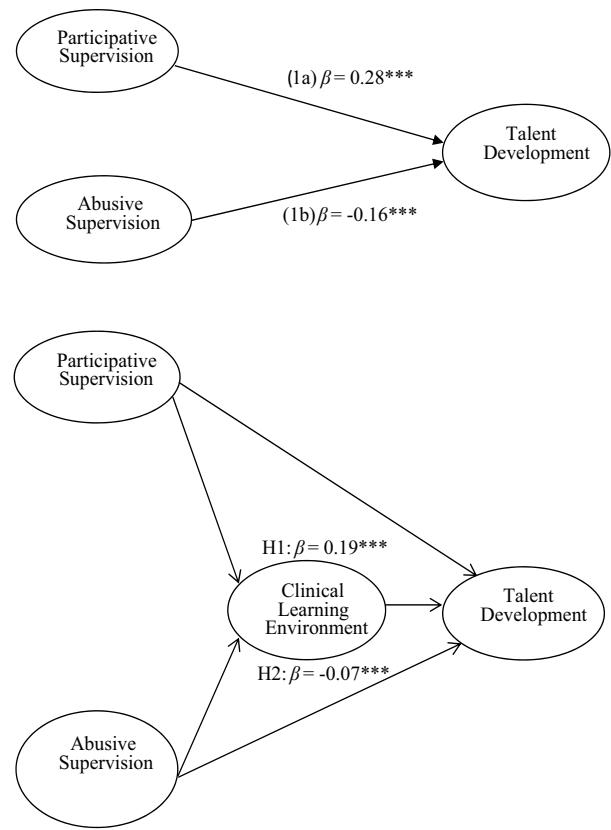 Participative
Supervision
(1a) β = 0.28***
Talent
Development
Abusive
Supervision
(1b) β = -0.16***
Participative
Supervision
H1: β = 0.19***
Clinical
Learning
Environment
Talent
Development
H2: β = -0.07***
Abusive
Supervision